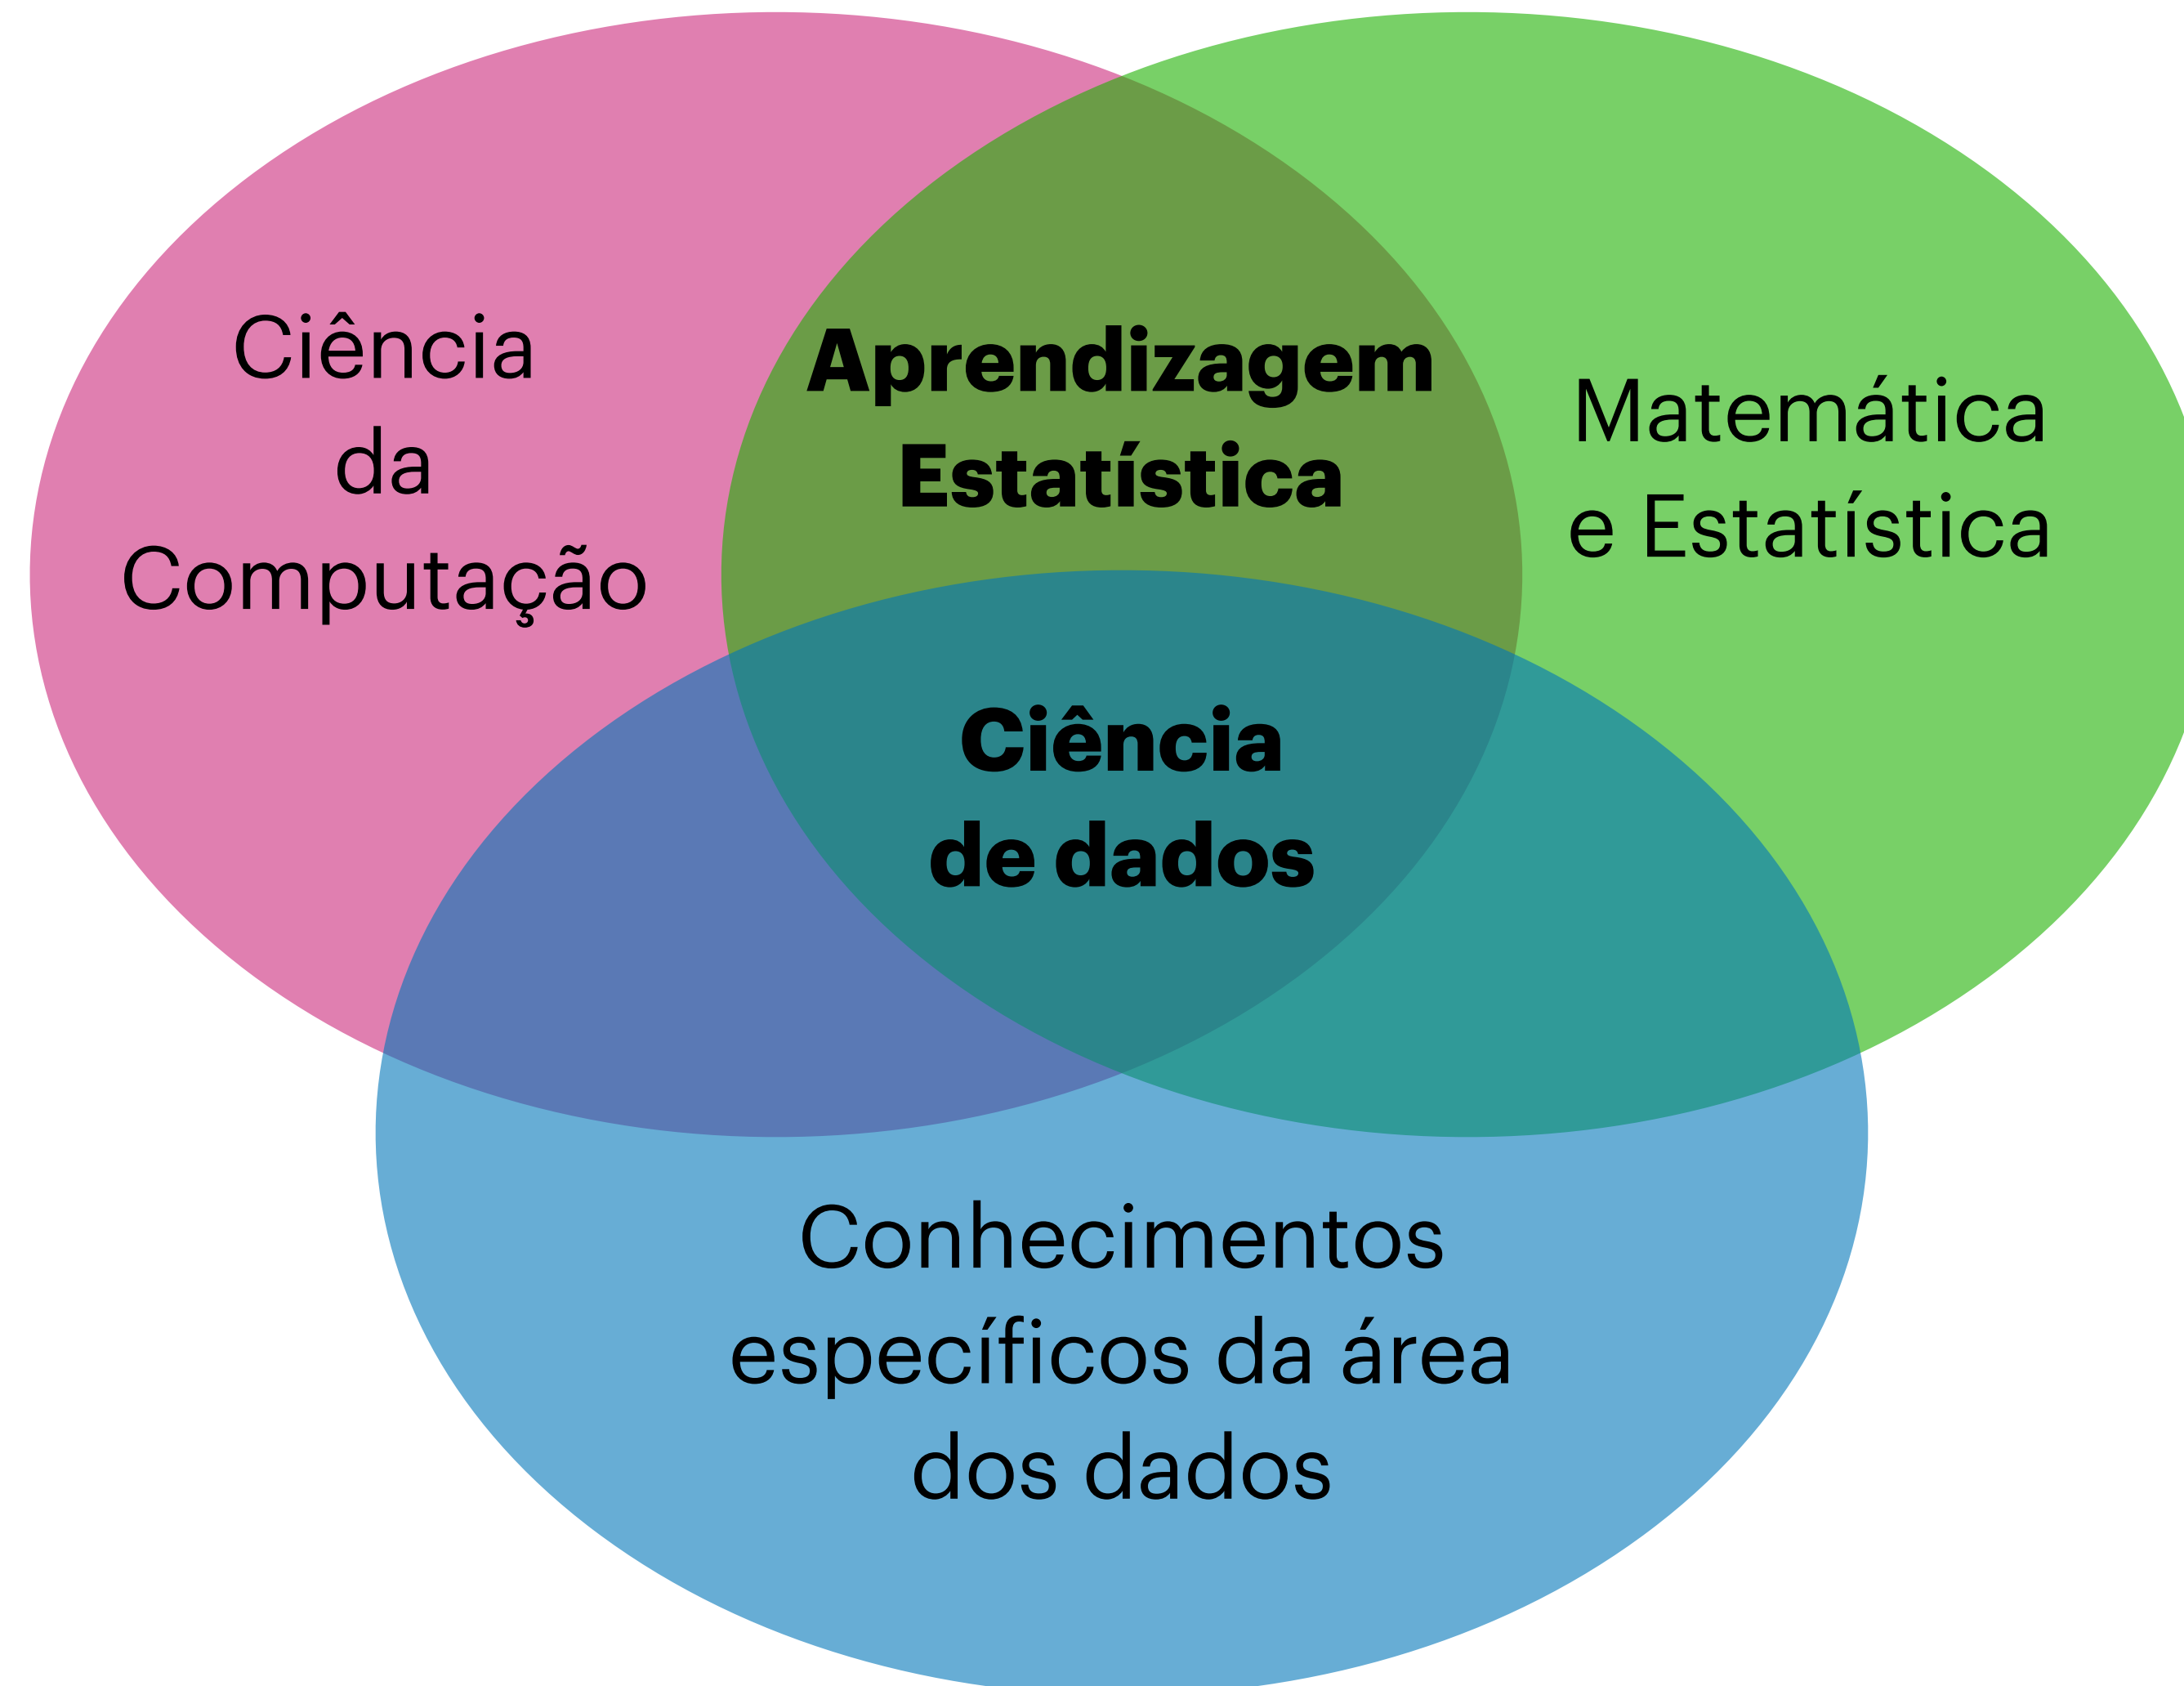 Ciência
da
Computação
Aprendizagem
Estatística
Matemática
e Estatística
Ciência
de dados
Conhecimentos
específicos da área
dos dados